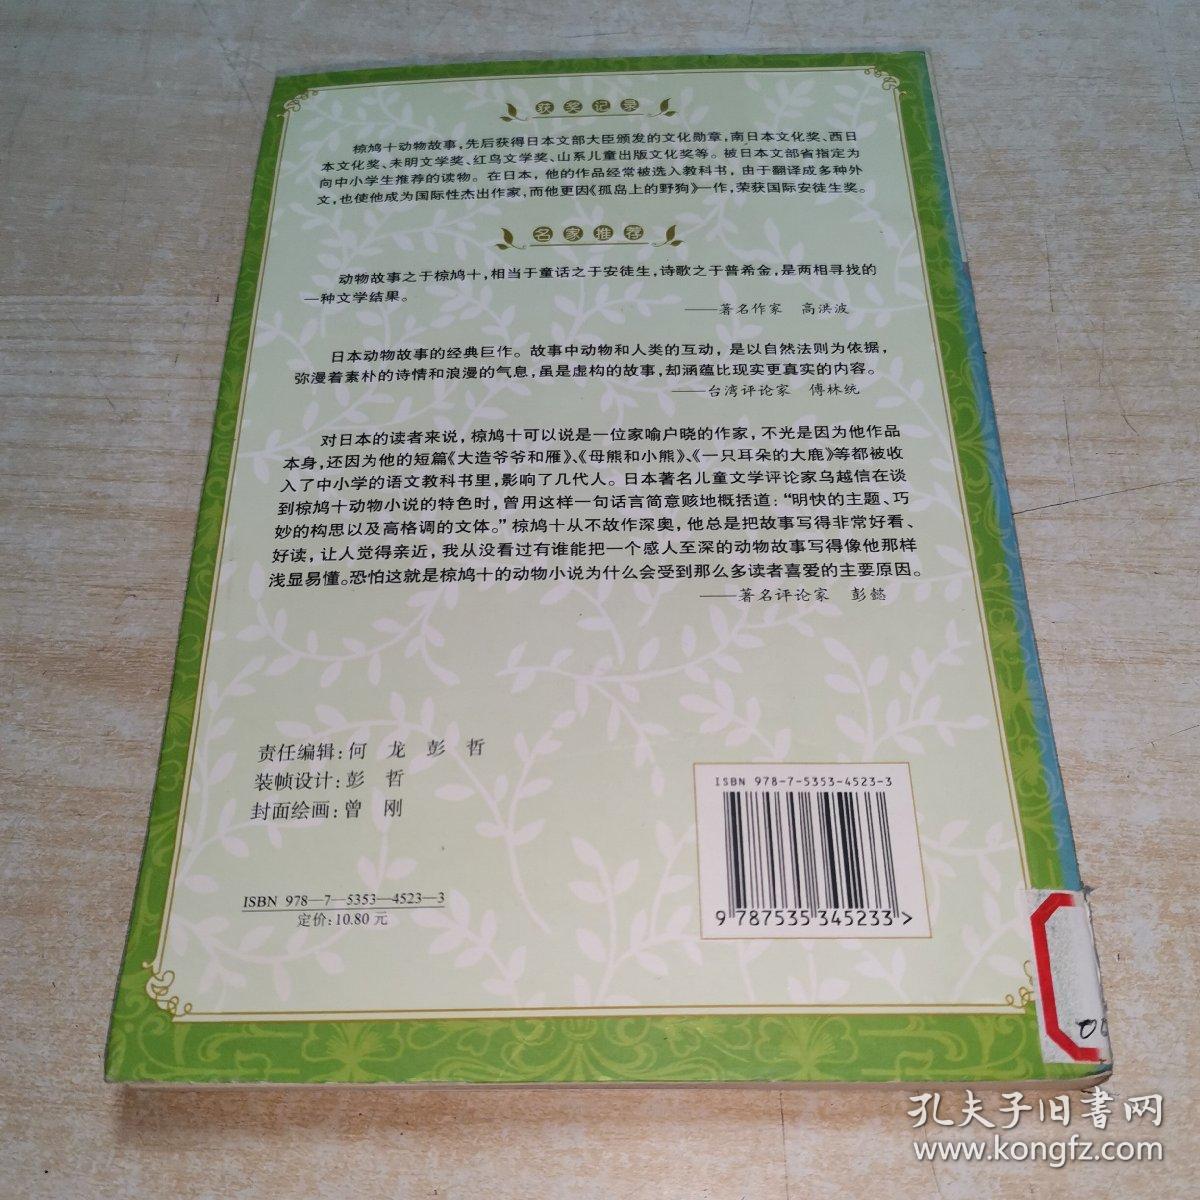 获奖记录
椋鸠十动物故事，先后获得日本文部大臣颁发的文化勋章，南日本文化奖、西日
本文化奖、未明文学奖、红鸟文学奖、山系儿童出版文化奖等。被日本文部省指定为
向中小学生推荐的读物。在日本，他的作品经常被选入教科书，由于翻译成多种外
文，也使他成为国际性杰出作家，而他更因《孤岛上的野狗》一作，荣获国际安徒生奖。
名家推荐
动物故事之于椋鸠十，相当于童话之于安徒生，诗歌之于普希金，是两相寻找的
一种文学结果。
——著名作家 高洪波
日本动物故事的经典巨作。故事中动物和人类的互动，是以自然法则为依据，
弥漫着素朴的诗情和浪漫的气息，虽是虚构的故事，却涵蕴比现实更真实的内容。
——台湾评论家 傅林统
对日本的读者来说，椋鸠十可以说是一位家喻户晓的作家，不光是因为他作品
本身，还因为他的短篇《大造爷爷和雁》、《母熊和小熊》、《一只耳朵的大鹿》等都被收
入了中小学的语文教科书里，影响了几代人。日本著名儿童文学评论家鸟越信在谈
到椋鸠十动物小说的特色时，曾用这样一句话言简意赅地概括道：“明快的主题、巧
妙的构思以及高格调的文体。”椋鸠十从不故作深奥，他总是把故事写得非常好看、
好读，让人觉得亲近，我从没看过有谁能把一个感人至深的动物故事写得像他那样
浅显易懂。恐怕这就是椋鸠十的动物小说为什么会受到那么多读者喜爱的主要原因。
——著名评论家 彭懿
责任编辑：何 龙 彭 哲
装帧设计：彭 哲
封面绘画：曾 刚
ISBN 978—7—5353—4523—3
定价：10.80 元
ISBN 978-7-5353-4523-3
9 787535 345233 >
孔夫子旧书网
www.kongfz.com